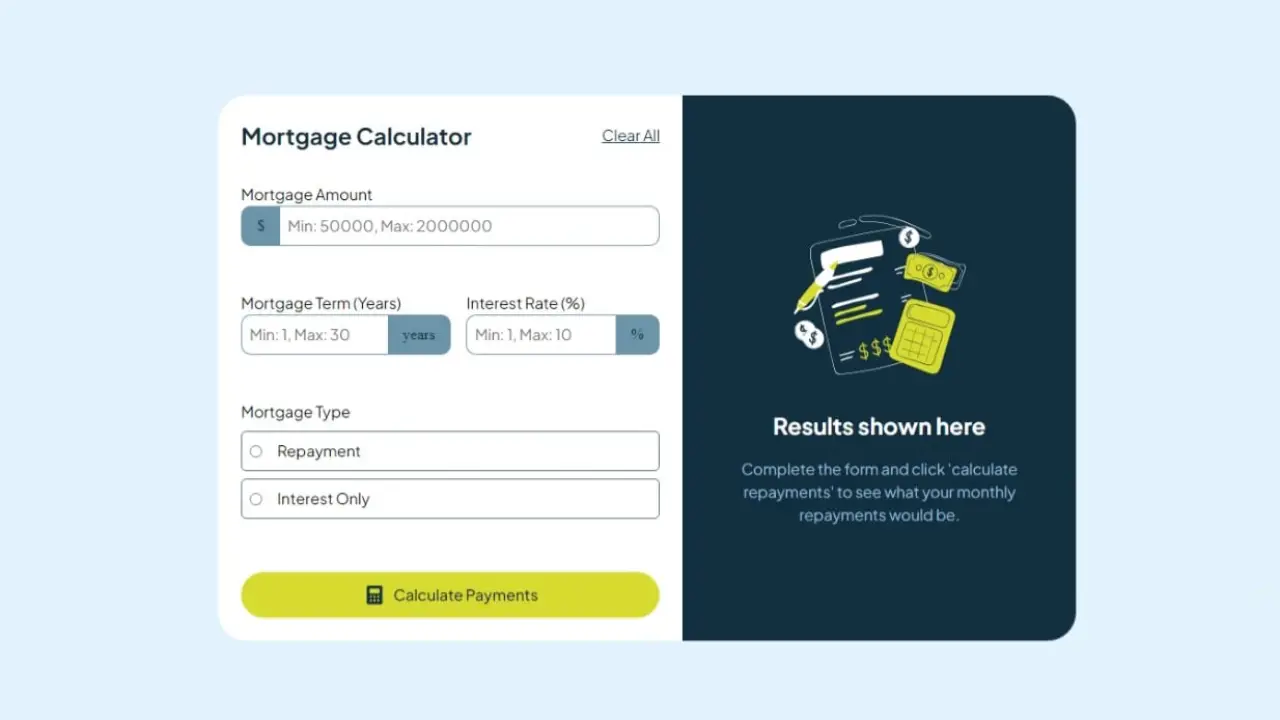 Mortgage Calculator
Clear All
Mortgage Amount
$ Min: 50000, Max: 2000000
Mortgage Term (Years)
Min: 1, Max: 30 years
Interest Rate (%)
Min: 1, Max: 10 %
Mortgage Type
Repayment
Interest Only
Calculate Payments
$
$
$ $
$$$
Results shown here
Complete the form and click 'calculate
repayments' to see what your monthly
repayments would be.